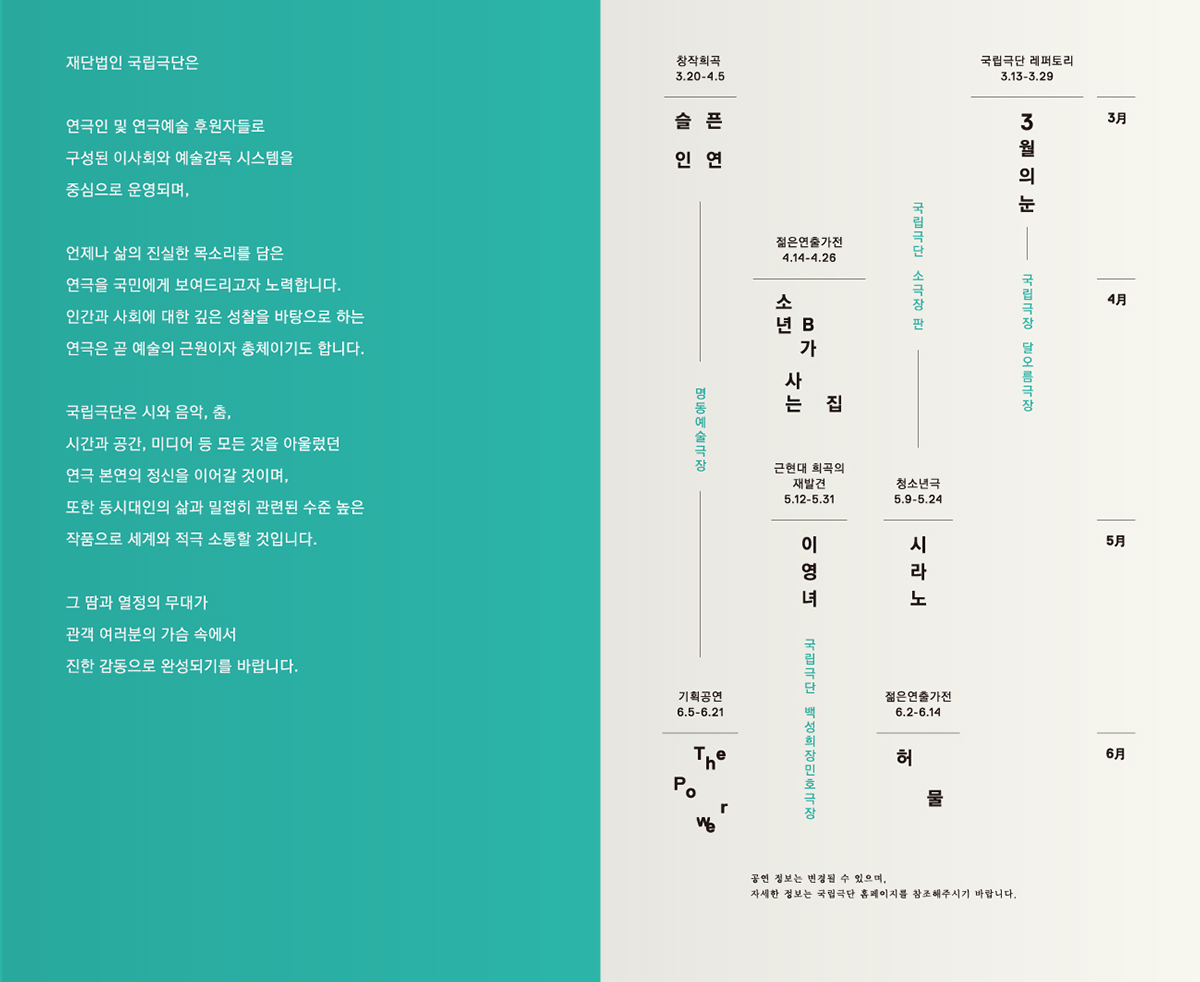 재단법인 국립극단은
연극인 및 연극예술 후원자들로
구성된 이사회와 예술감독 시스템을
중심으로 운영되며,
언제나 삶의 진실한 목소리를 담은
연극을 국민에게 보여드리고자 노력합니다.
인간과 사회에 대한 깊은 성찰을 바탕으로 하는
연극은 곧 예술의 근원이자 총체이기도 합니다.
국립극단은 시와 음악, 춤,
시간과 공간, 미디어 등 모든 것을 아울렀던
연극 본연의 정신을 이어갈 것이며,
또한 동시대인의 삶과 밀접히 관련된 수준 높은
작품으로 세계와 적극 소통할 것입니다.
그 땀과 열정의 무대가
관객 여러분의 가슴 속에서
진한 감동으로 완성되기를 바랍니다.
창작희곡
3.20-4.5
슬픈
인연
명동예술극장
기획공연
6.5-6.21
The
Power
젊은연출가전
4.14-4.26
소년B가
사는 집
근현대 희곡의
재발견
5.12-5.31
이영녀
국립극단 백성희장민호극장
국립극단 소극장 판
청소년극
5.9-5.24
시라노
젊은연출가전
6.2-6.14
허물
국립극단 레퍼토리
3.13-3.29
3월의눈
국립극장 달오름극장
3月
4月
5月
6月
공연 정보는 변경될 수 있으며,
자세한 정보는 국립극단 홈페이지를 참조해주시기 바랍니다.